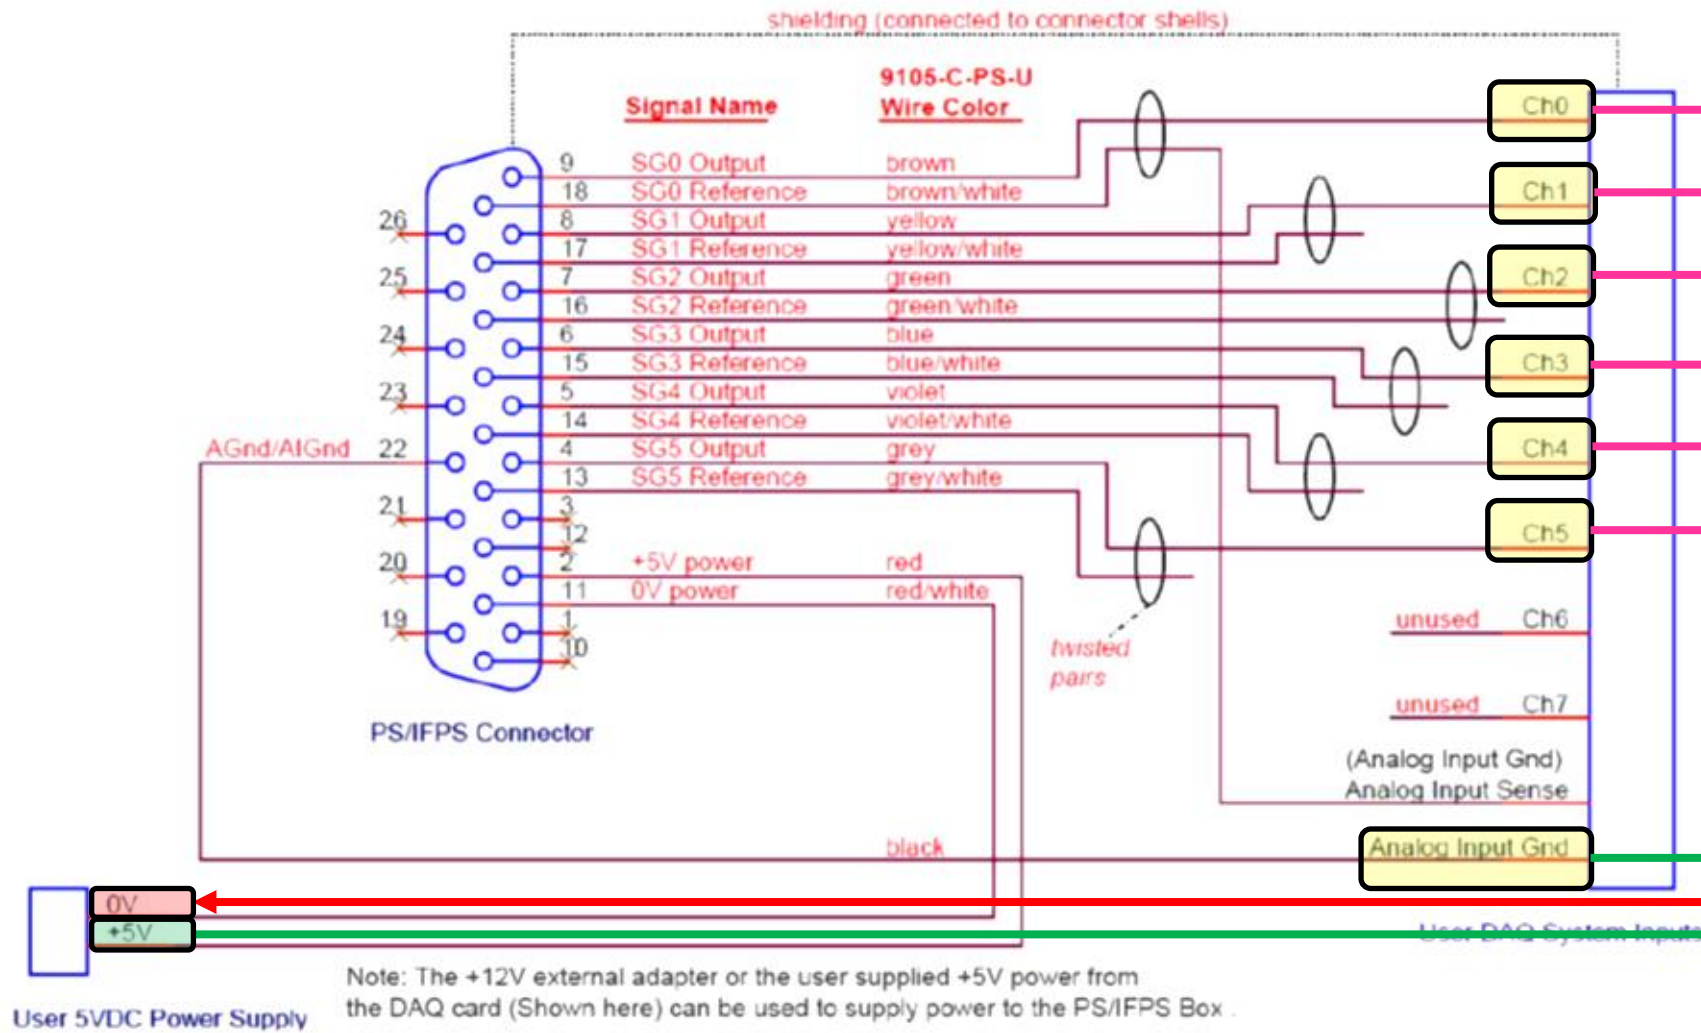 shielding (connected to connector shells)
9105-C-PS-U
Signal Name Wire Color
Ch0
9 SG0 Output brown
18 SG0 Reference brown/white
Ch1
26 8 SG1 Output yellow
17 SG1 Reference yellow/white
25 7 SG2 Output green
Ch2
16 SG2 Reference green/white
24 6 SG3 Output blue
15 SG3 Reference blue/white
Ch3
23 5 SG4 Output violet
14 SG4 Reference violet/white
AGnd/AIGnd 22 4 SG5 Output grey
Ch4
13 SG5 Reference grey/white
21 3
12
Ch5
20 2 +5V power red
11 0V power red/white
19 1
10
unused Ch6
twisted
pairs
unused Ch7
PS/IFPS Connector
(Analog Input Gnd)
Analog Input Sense
black
Analog Input Gnd
0V
+5V
User DAQ System Inputs
Note: The +12V external adapter or the user supplied +5V power from
the DAQ card (Shown here) can be used to supply power to the PS/IFPS Box .
User 5VDC Power Supply